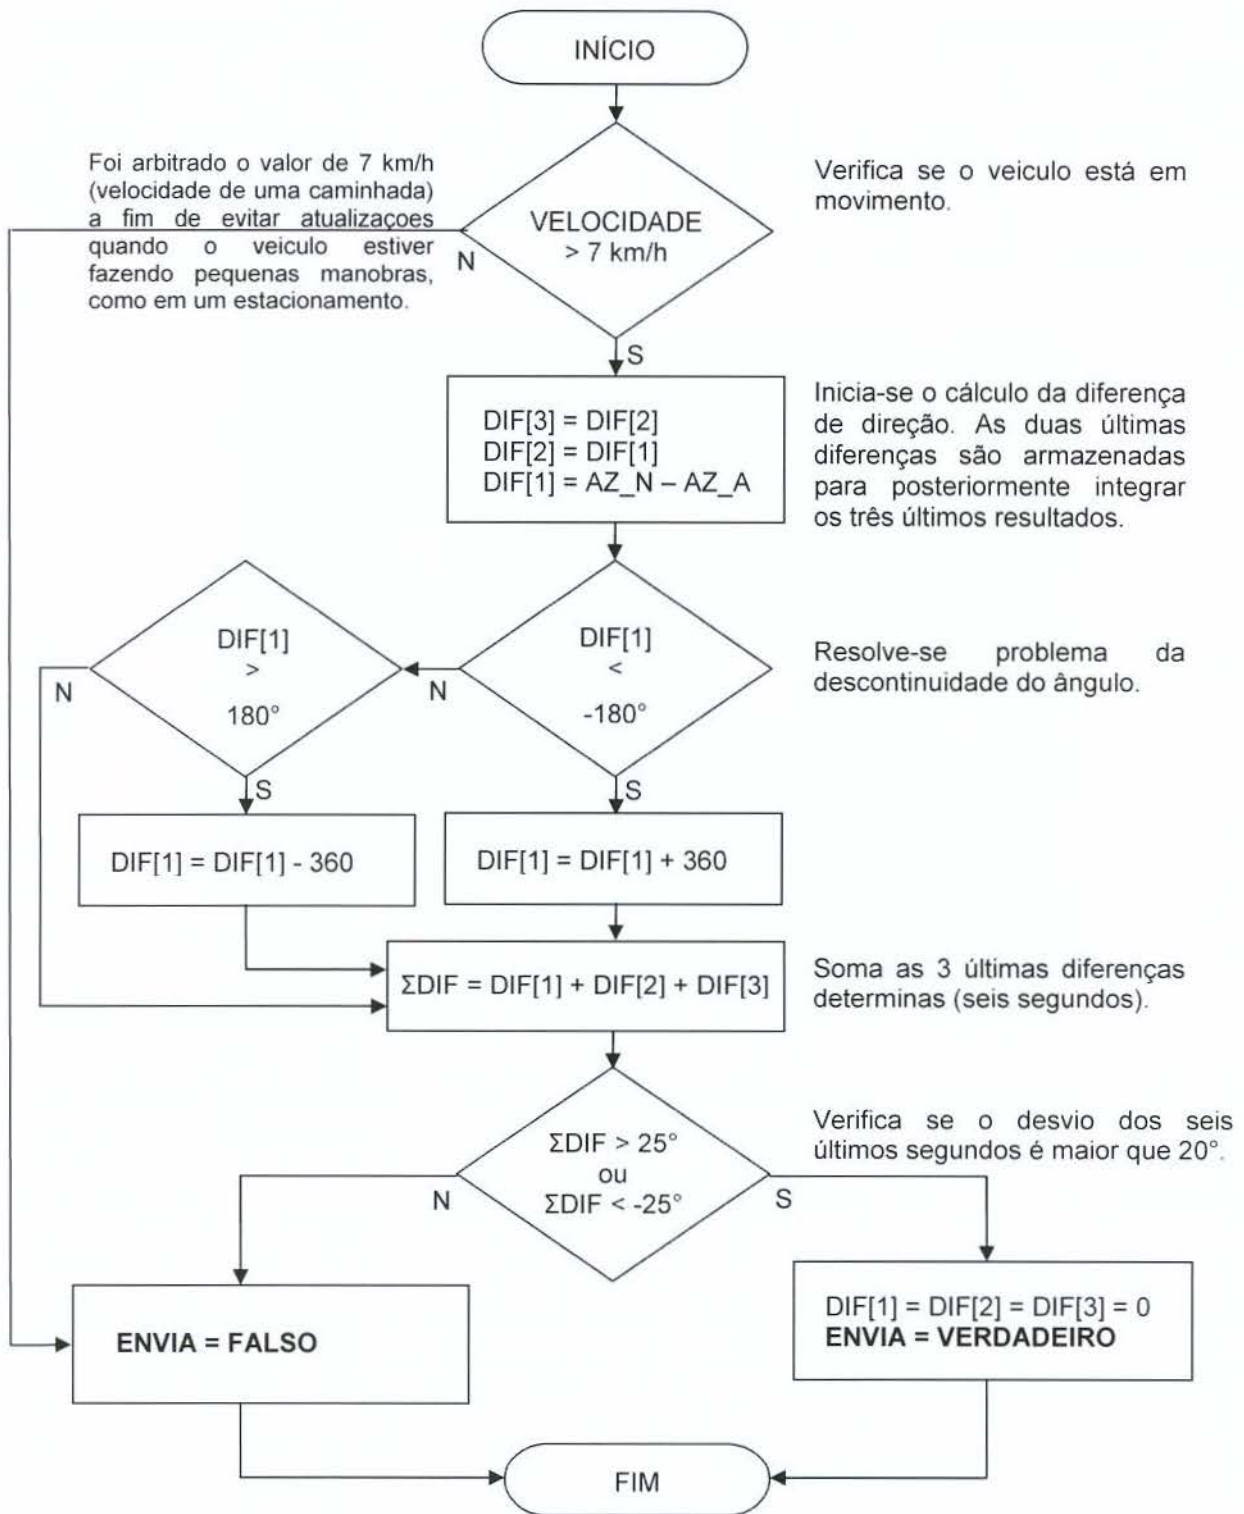 INÍCIO
Foi arbitrado o valor de 7 km/h
(velocidade de uma caminhada)
a fim de evitar atualizaçoes
quando o veiculo estiver
fazendo pequenas manobras,
como em um estacionamento.
VELOCIDADE
> 7 km/h
N
S
Verifica se o veiculo está em
movimento.
DIF[3] = DIF[2]
DIF[2] = DIF[1]
DIF[1] = AZ_N – AZ_A
Inicia-se o cálculo da diferença
de direção. As duas últimas
diferenças são armazenadas
para posteriormente integrar
os três últimos resultados.
DIF[1]
>
180°
N
S
DIF[1]
<
-180°
N
S
Resolve-se problema da
descontinuidade do ângulo.
DIF[1] = DIF[1] - 360
DIF[1] = DIF[1] + 360
ΣDIF = DIF[1] + DIF[2] + DIF[3]
Soma as 3 últimas diferenças
determinas (seis segundos).
ΣDIF > 25°
ou
ΣDIF < -25°
N
S
Verifica se o desvio dos seis
últimos segundos é maior que 20°.
ENVIA = FALSO
DIF[1] = DIF[2] = DIF[3] = 0
ENVIA = VERDADEIRO
FIM